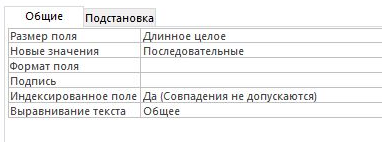 Общие Подстановка
Размер поля Длинное целое
Новые значения Последовательные
Формат поля
Подпись
Индексированное поле Да (Совпадения не допускаются)
Выравнивание текста Общее